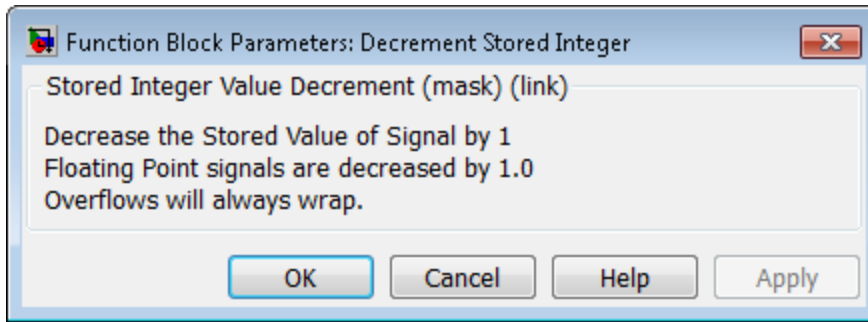 Function Block Parameters: Decrement Stored Integer
Stored Integer Value Decrement (mask) (link)
Decrease the Stored Value of Signal by 1
Floating Point signals are decreased by 1.0
Overflows will always wrap.
OK Cancel Help Apply